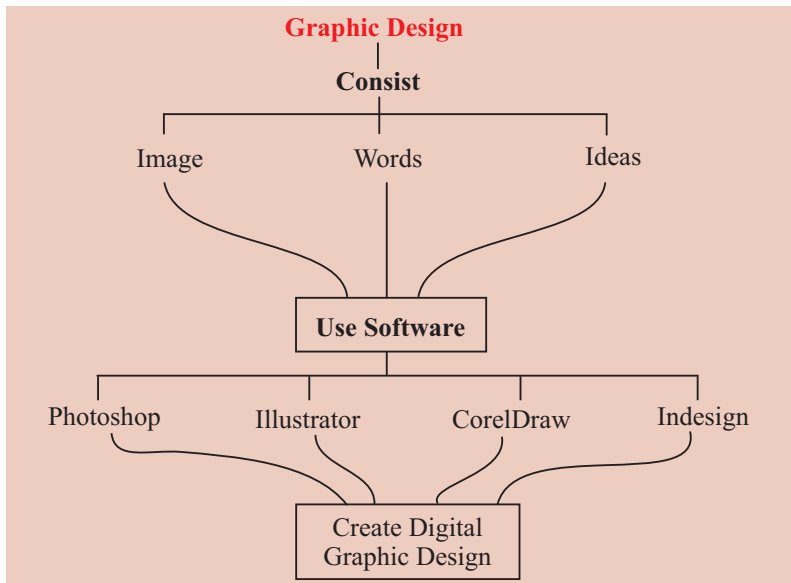 Graphic Design
Consist
Image
Words
Ideas
Use Software
Photoshop
Illustrator
CorelDraw
Indesign
Create Digital
Graphic Design